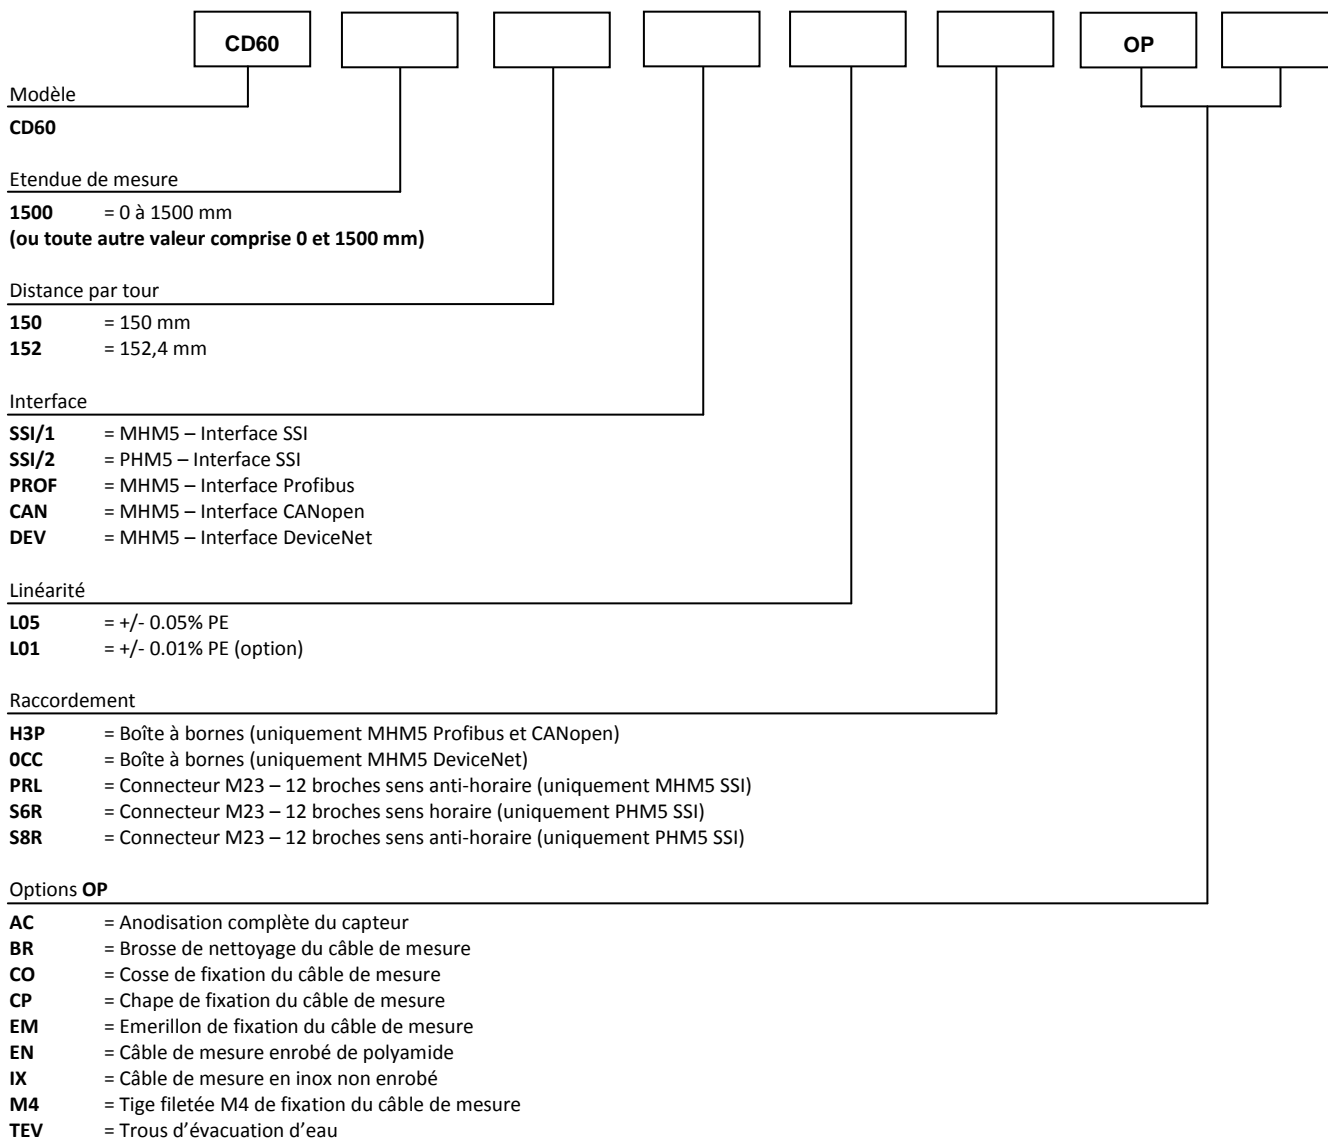 CD60 OP
Modèle
CD60
Etendue de mesure
1500 = 0 à 1500 mm
(ou toute autre valeur comprise 0 et 1500 mm)
Distance par tour
150 = 150 mm
152 = 152,4 mm
Interface
SSI/1 = MHM5 – Interface SSI
SSI/2 = PHM5 – Interface SSI
PROF = MHM5 – Interface Profibus
CAN = MHM5 – Interface CANopen
DEV = MHM5 – Interface DeviceNet
Linéarité
L05 = +/- 0.05% PE
L01 = +/- 0.01% PE (option)
Raccordement
H3P = Boîte à bornes (uniquement MHM5 Profibus et CANopen)
0CC = Boîte à bornes (uniquement MHM5 DeviceNet)
PRL = Connecteur M23 – 12 broches sens anti-horaire (uniquement MHM5 SSI)
S6R = Connecteur M23 – 12 broches sens horaire (uniquement PHM5 SSI)
S8R = Connecteur M23 – 12 broches sens anti-horaire (uniquement PHM5 SSI)
Options OP
AC = Anodisation complète du capteur
BR = Brosse de nettoyage du câble de mesure
CO = Cosse de fixation du câble de mesure
CP = Chape de fixation du câble de mesure
EM = Emerillon de fixation du câble de mesure
EN = Câble de mesure enrobé de polyamide
IX = Câble de mesure en inox non enrobé
M4 = Tige filetée M4 de fixation du câble de mesure
TEV = Trous d’évacuation d’eau